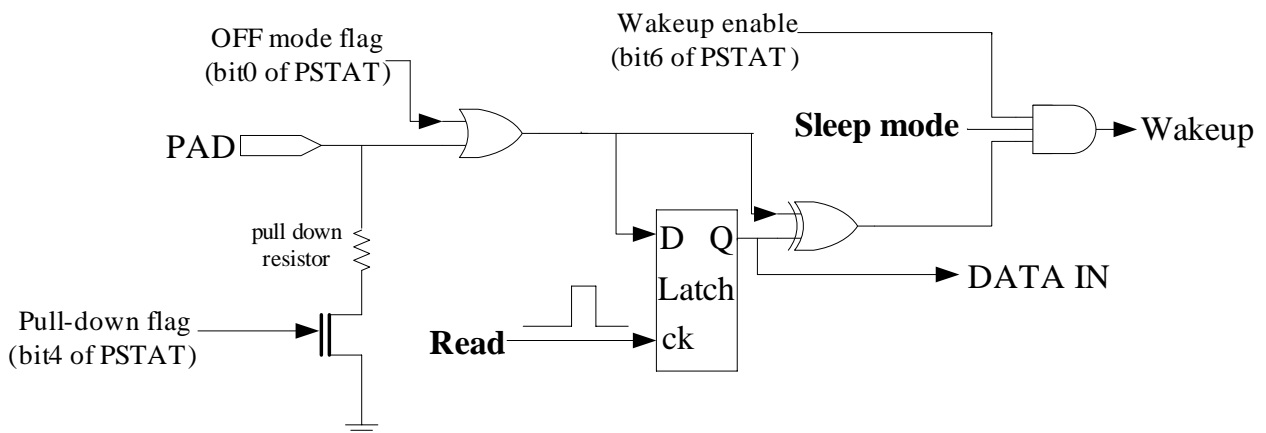 OFF mode flag
(bit0 of PSTAT)
Wakeup enable
(bit6 of PSTAT )
Sleep mode
Wakeup
PAD
pull down
resistor
D Q
Latch
ck
DATA IN
Pull-down flag
(bit4 of PSTAT)
Read